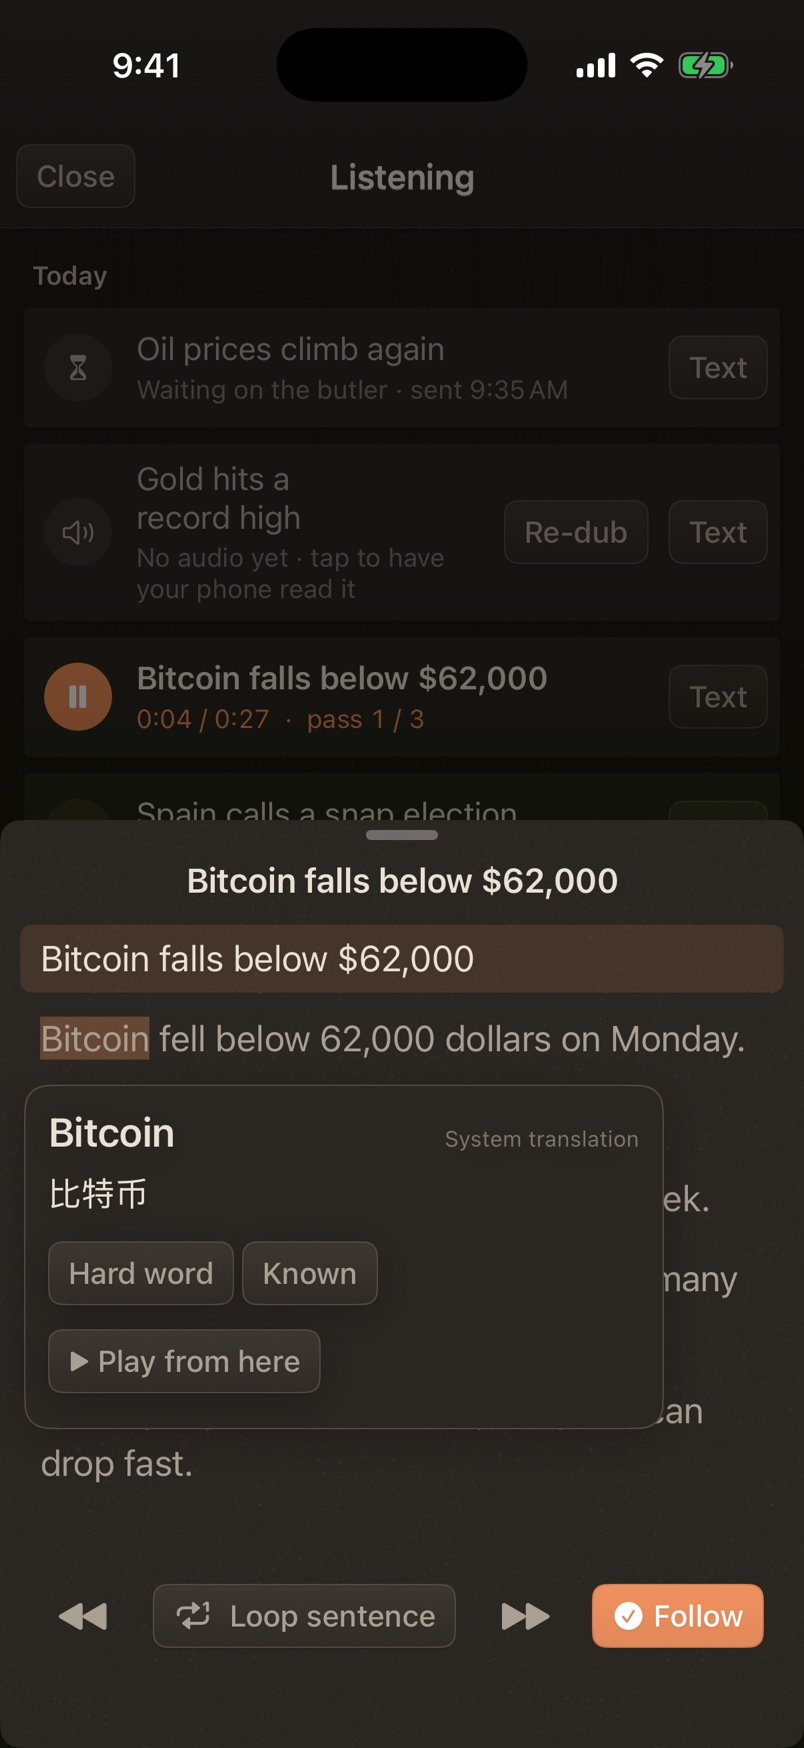 9:41
Close
Listening
Today
Oil prices climb again
Waiting on the butler · sent 9:35 AM
Text
Gold hits a
record high
No audio yet · tap to have
your phone read it
Re-dub
Text
Bitcoin falls below $62,000
0:04 / 0:27 · pass 1 / 3
Text
Spain calls a snap election
Bitcoin falls below $62,000
Bitcoin falls below $62,000
Bitcoin fell below 62,000 dollars on Monday.
Bitcoin
System translation
比特币
Hard word
Known
Play from here
many
drop fast.
Loop sentence
Follow